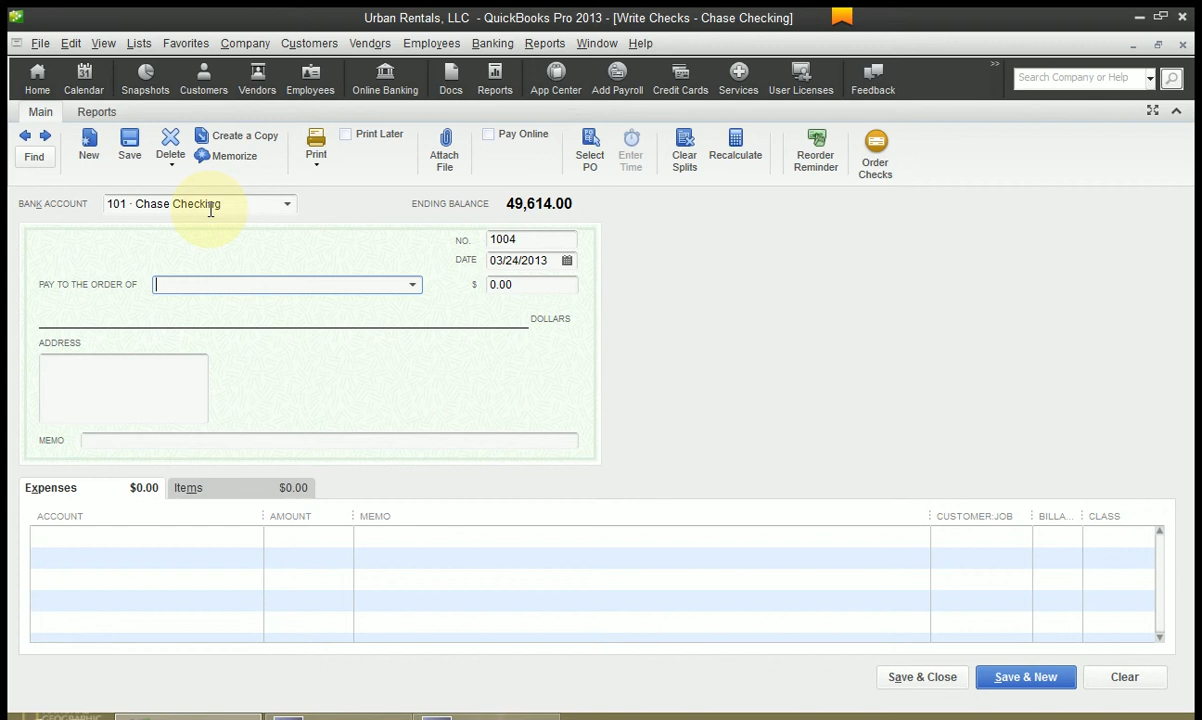 Urban Rentals, LLC - QuickBooks Pro 2013 - [Write Checks - Chase Checking]
File Edit View Lists Favorites Company Customers Vendors Employees Banking Reports Window Help
31
Home Calendar Snapshots Customers Vendors Employees Online Banking Docs Reports App Center Add Payroll Credit Cards Services User Licenses Feedback
Search Company or Help
Main Reports
Find New Save Delete Create a Copy Memorize Print Print Later Attach File Pay Online Select PO Enter Time Clear Splits Recalculate Reorder Reminder Order Checks
BANK ACCOUNT 101 · Chase Checking ENDING BALANCE 49,614.00
NO. 1004
DATE 03/24/2013
PAY TO THE ORDER OF $ 0.00
DOLLARS
ADDRESS
MEMO
Expenses $0.00 Items $0.00
ACCOUNT AMOUNT MEMO CUSTOMER:JOB BILLA... CLASS
Save & Close Save & New Clear